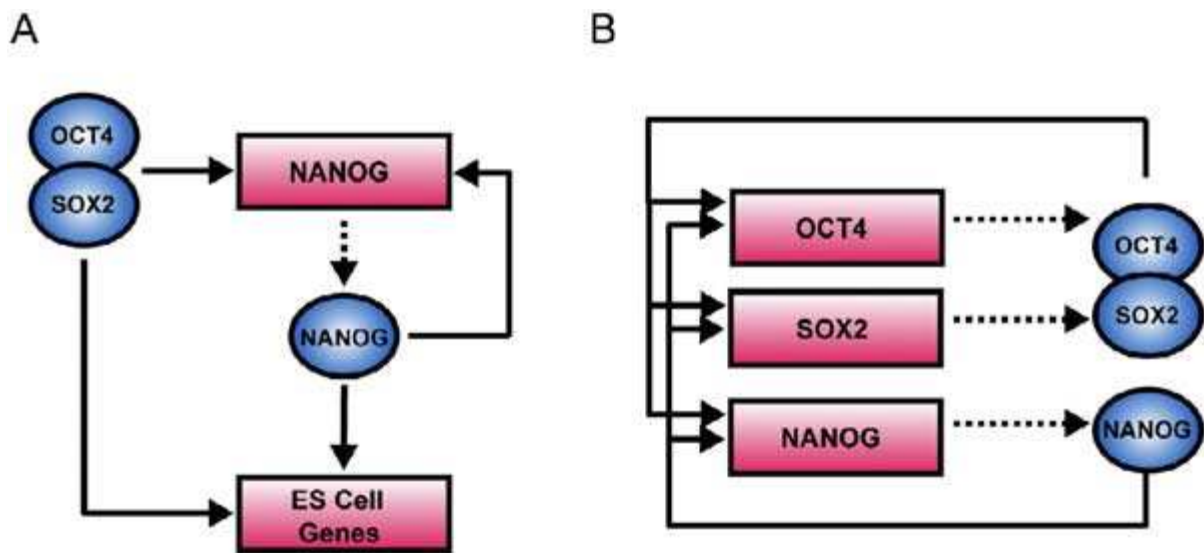 A
OCT4
SOX2
NANOG
NANOG
ES Cell
Genes
B
OCT4
SOX2
NANOG
OCT4
SOX2
NANOG